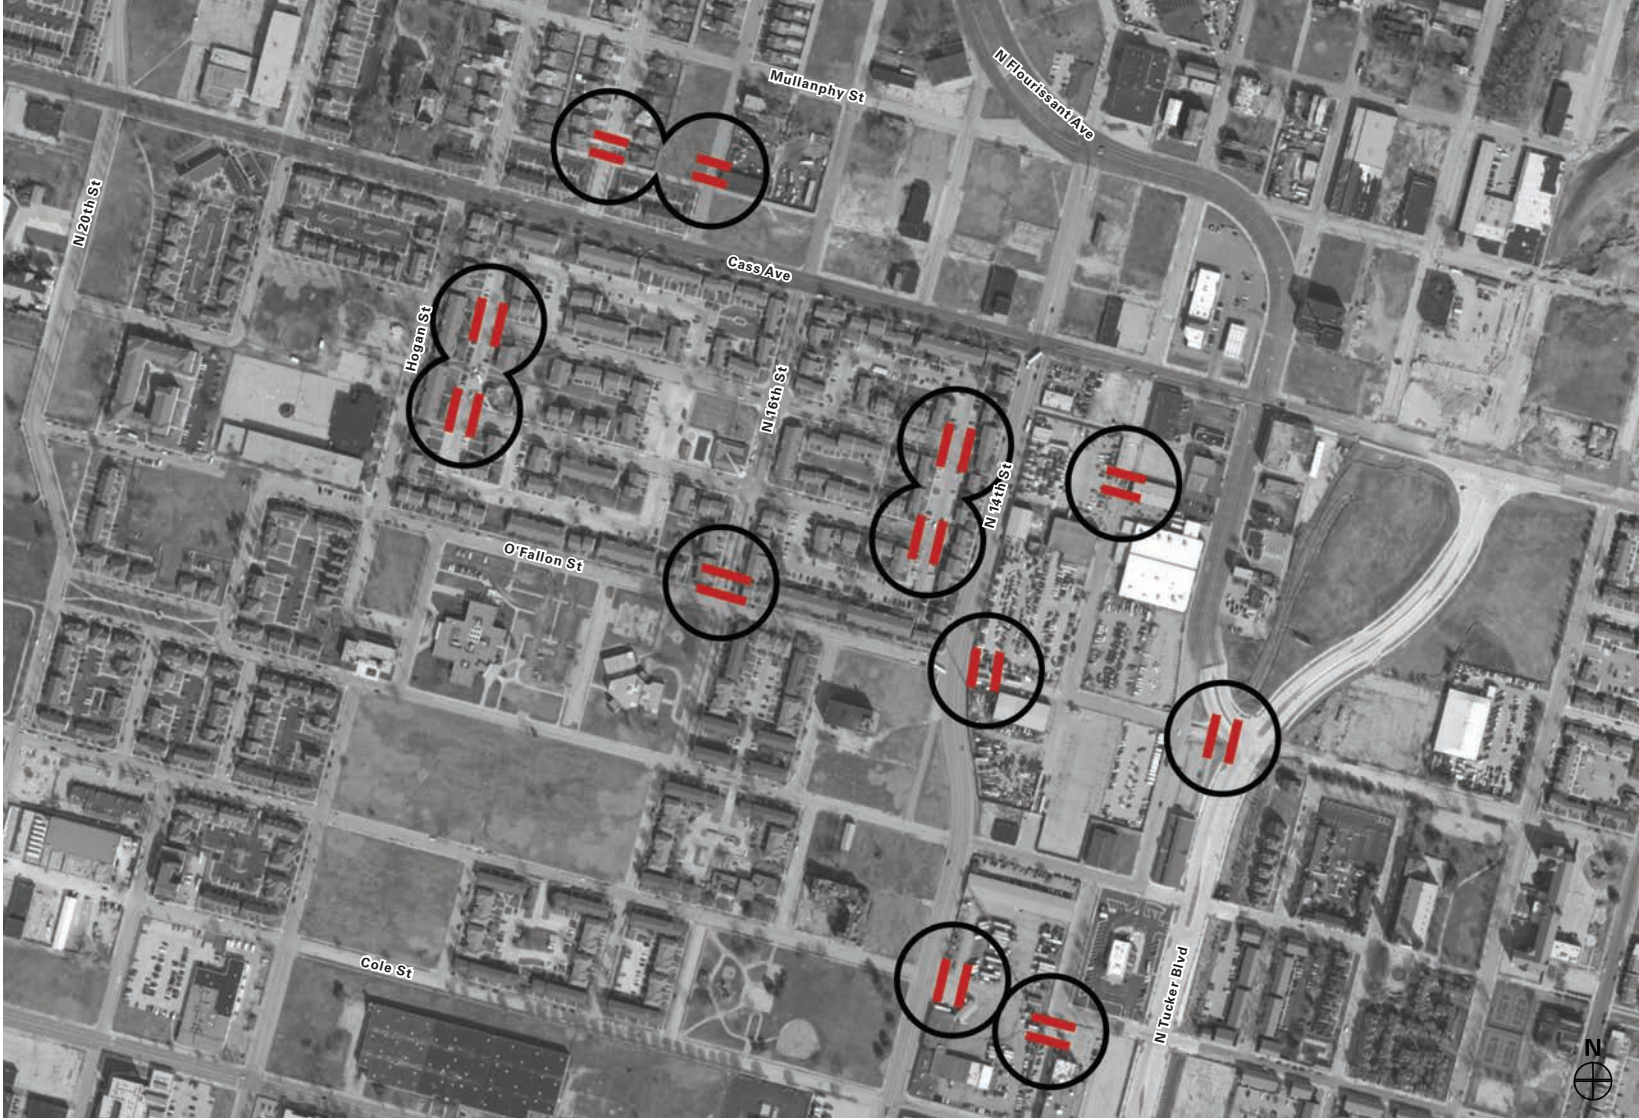 N Flourissant Ave
Mullanphy St
N 20th St
Cass Ave
Hogan St
N 16th St
N 14th St
O'Fallon St
Cole St
N Tucker Blvd
N